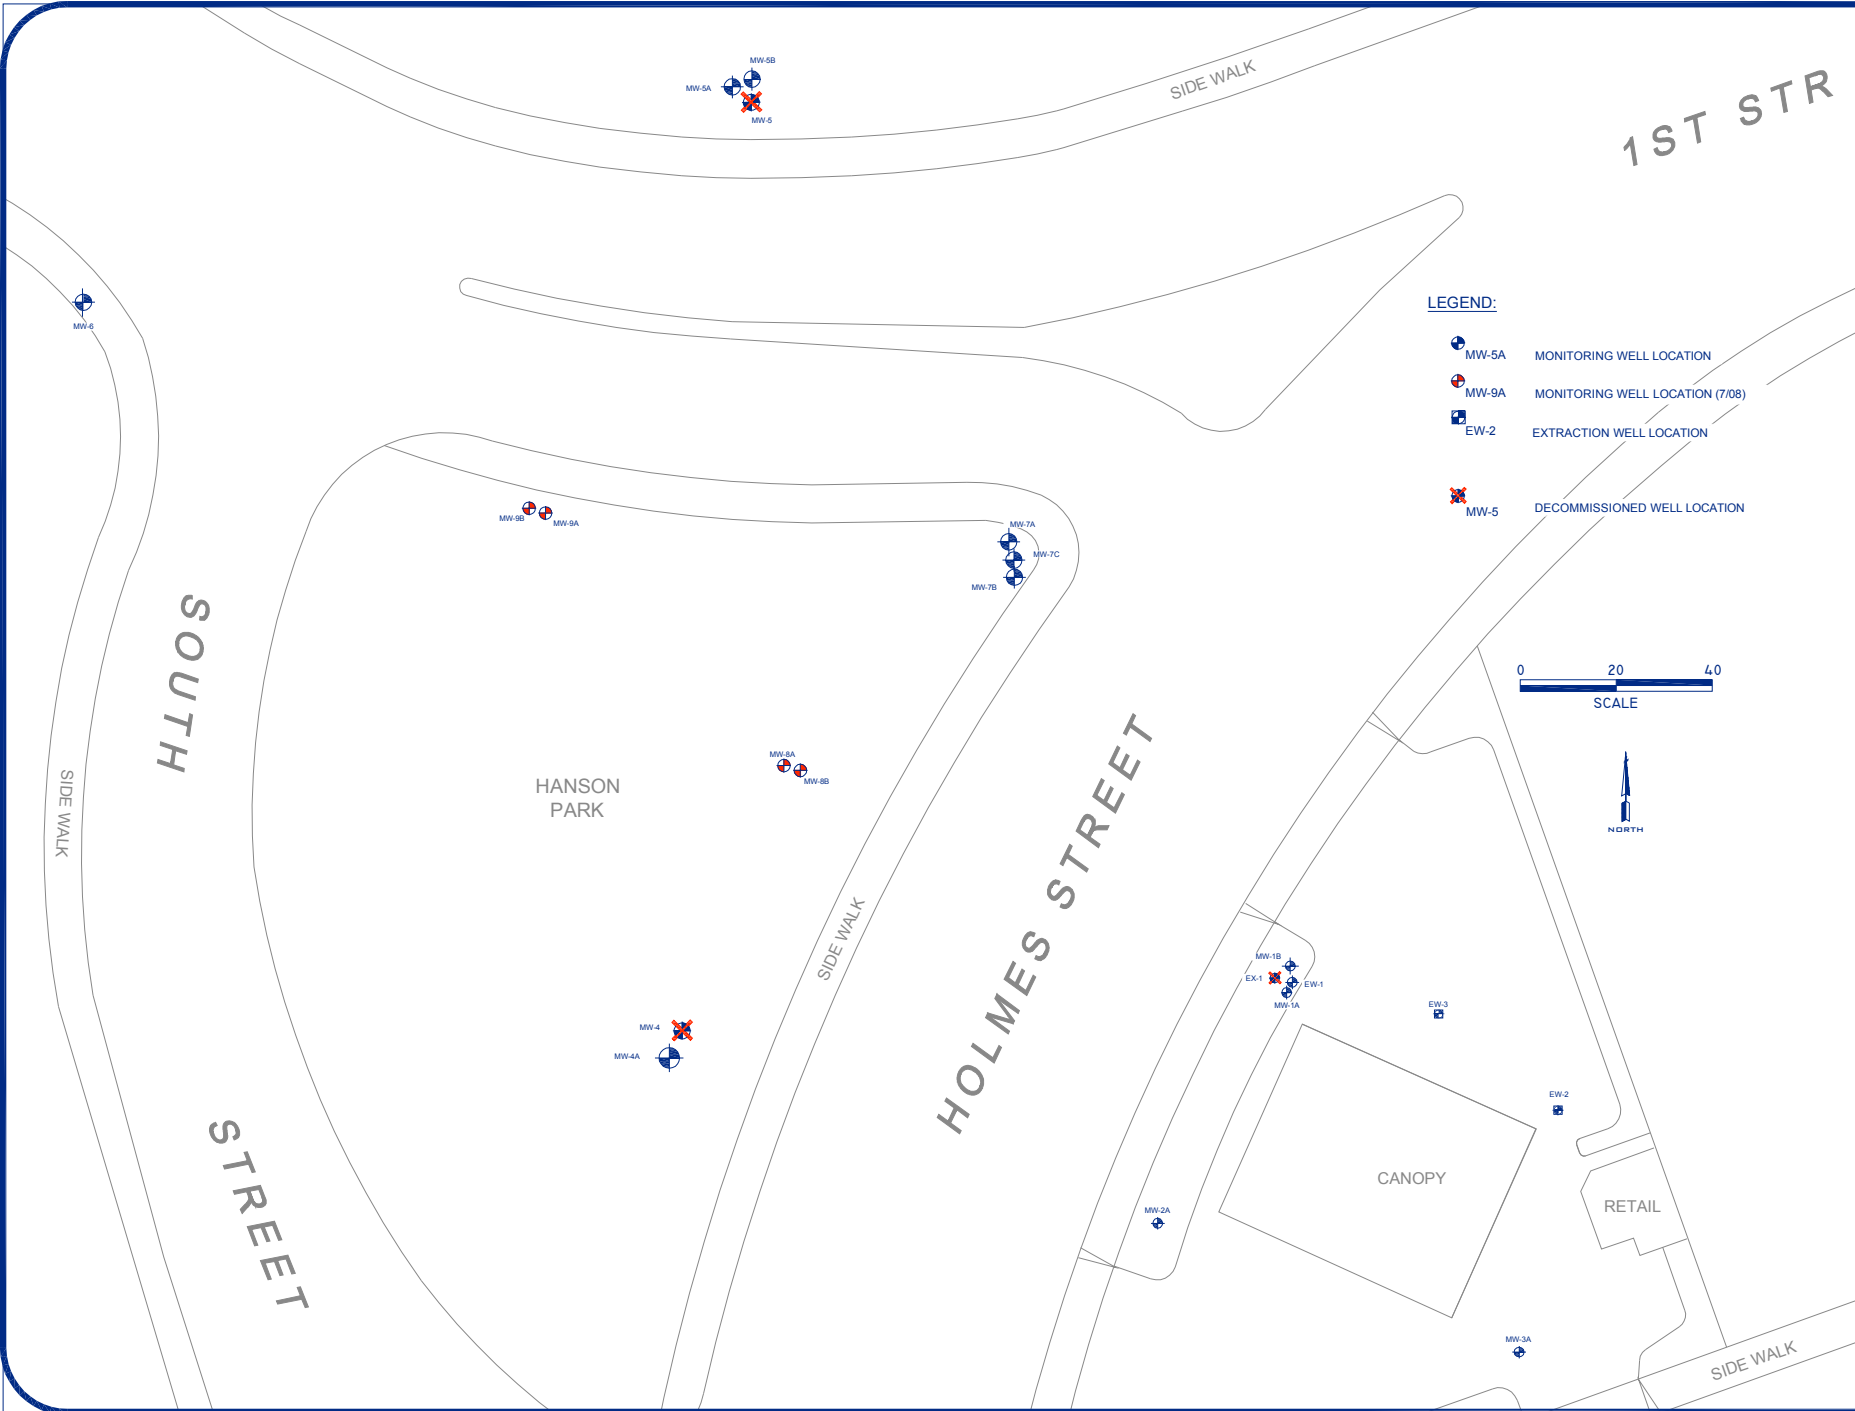 MW-5B
MW-5A
MW-5
SIDE WALK
1ST STR
MW-6
LEGEND:
MW-5A MONITORING WELL LOCATION
MW-9A MONITORING WELL LOCATION (7/08)
EW-2 EXTRACTION WELL LOCATION
MW-5 DECOMMISSIONED WELL LOCATION
MW-9B
MW-9A
MW-7A
MW-7C
MW-7B
0 20 40
SCALE
NORTH
SOUTH
STREET
SIDE WALK
HANSON
PARK
MW-8A
MW-8B
SIDE WALK
HOLMES STREET
MW-4
MW-4A
MW-1B
EX-1
EW-1
MW-1A
EW-3
EW-2
CANOPY
RETAIL
MW-2A
MW-3A
SIDE WALK